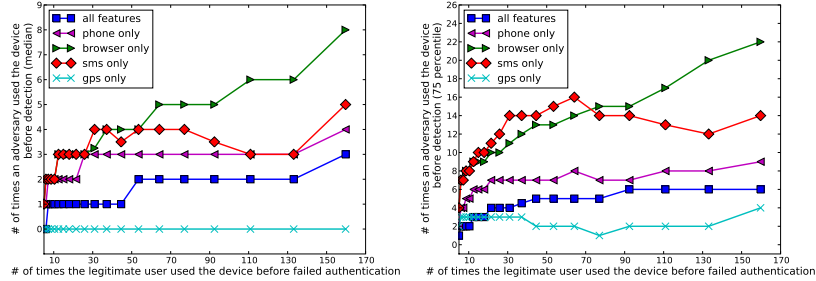 9
8
7
6
5
4
3
2
1
0
# of times an adversary used the device
before detection (median)
all features
phone only
browser only
sms only
gps only
10 30 50 70 90 110 130 150 170
# of times the legitimate user used the device before failed authentication
26
24
22
20
18
16
14
12
10
8
6
4
2
0
# of times an adversary used the device
before detection (75 percentile)
all features
phone only
browser only
sms only
gps only
10 30 50 70 90 110 130 150 170
# of times the legitimate user used the device before failed authentication